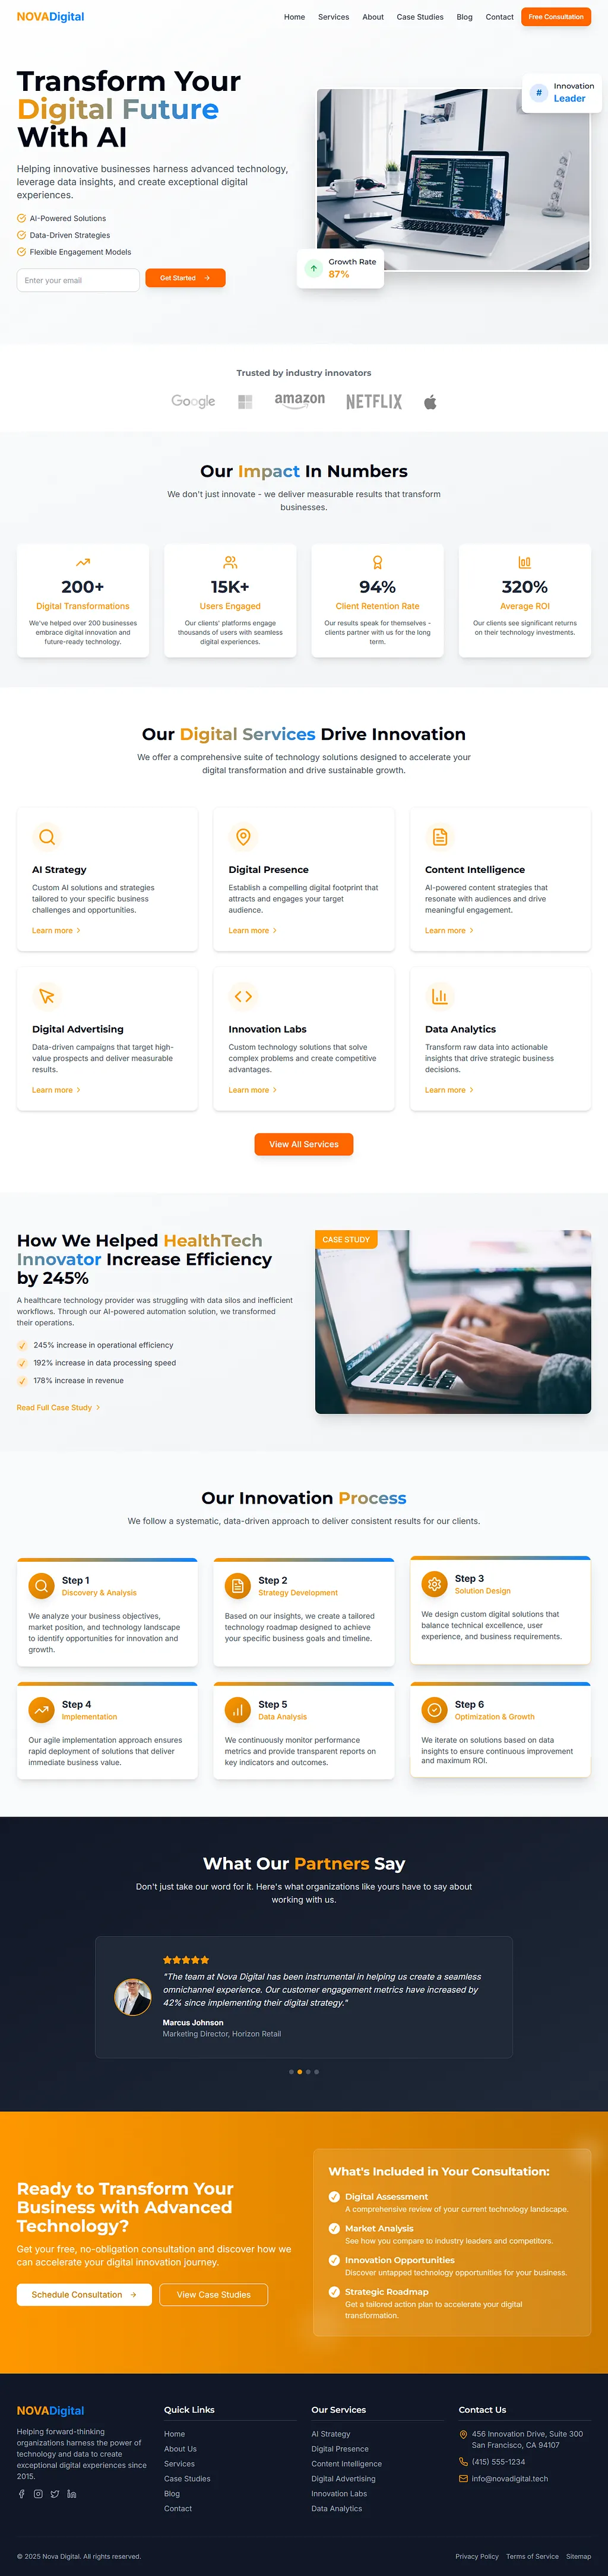 NOVADigital
Home
Services
About
Case Studies
Blog
Contact
Free Consultation
Transform Your
Digital Future
With AI
Helping innovative businesses harness advanced technology,
leverage data insights, and create exceptional digital
experiences.
AI-Powered Solutions
Data-Driven Strategies
Flexible Engagement Models
Enter your email
Get Started
#
Innovation
Leader
Growth Rate
87%
Trusted by industry innovators
Google
amazon
NETFLIX
Our Impact In Numbers
We don't just innovate - we deliver measurable results that transform
businesses.
200+
Digital Transformations
We've helped over 200 businesses
embrace digital innovation and
future-ready technology.
15K+
Users Engaged
Our clients' platforms engage
thousands of users with seamless
digital experiences.
94%
Client Retention Rate
Our results speak for themselves -
clients partner with us for the long
term.
320%
Average ROI
Our clients see significant returns
on their technology investments.
Our Digital Services Drive Innovation
We offer a comprehensive suite of technology solutions designed to accelerate your
digital transformation and drive sustainable growth.
AI Strategy
Custom AI solutions and strategies
tailored to your specific business
challenges and opportunities.
Learn more
Digital Presence
Establish a compelling digital footprint that
attracts and engages your target
audience.
Learn more
Content Intelligence
AI-powered content strategies that
resonate with audiences and drive
meaningful engagement.
Learn more
Digital Advertising
Data-driven campaigns that target high-
value prospects and deliver measurable
results.
Learn more
Innovation Labs
Custom technology solutions that solve
complex problems and create competitive
advantages.
Learn more
Data Analytics
Transform raw data into actionable
insights that drive strategic business
decisions.
Learn more
View All Services
How We Helped HealthTech
Innovator Increase Efficiency
by 245%
A healthcare technology provider was struggling with data silos and inefficient
workflows. Through our AI-powered automation solution, we transformed
their operations.
245% increase in operational efficiency
192% increase in data processing speed
178% increase in revenue
Read Full Case Study
CASE STUDY
Our Innovation Process
We follow a systematic, data-driven approach to deliver consistent results for our clients.
Step 1
Discovery & Analysis
We analyze your business objectives,
market position, and technology landscape
to identify opportunities for innovation and
growth.
Step 2
Strategy Development
Based on our insights, we create a tailored
technology roadmap designed to achieve
your specific business goals and timeline.
Step 3
Solution Design
We design custom digital solutions that
balance technical excellence, user
experience, and business requirements.
Step 4
Implementation
Our agile implementation approach ensures
rapid deployment of solutions that deliver
immediate business value.
Step 5
Data Analysis
We continuously monitor performance
metrics and provide transparent reports on
key indicators and outcomes.
Step 6
Optimization & Growth
We iterate on solutions based on data
insights to ensure continuous improvement
and maximum ROI.
What Our Partners Say
Don't just take our word for it. Here's what organizations like yours have to say about
working with us.
"The team at Nova Digital has been instrumental in helping us create a seamless
omnichannel experience. Our customer engagement metrics have increased by
42% since implementing their digital strategy."
Marcus Johnson
Marketing Director, Horizon Retail
Ready to Transform Your
Business with Advanced
Technology?
Get your free, no-obligation consultation and discover how we
can accelerate your digital innovation journey.
Schedule Consultation
View Case Studies
What's Included in Your Consultation:
Digital Assessment
A comprehensive review of your current technology landscape.
Market Analysis
See how you compare to industry leaders and competitors.
Innovation Opportunities
Discover untapped technology opportunities for your business.
Strategic Roadmap
Get a tailored action plan to accelerate your digital
transformation.
NOVADigital
Helping forward-thinking
organizations harness the power of
technology and data to create
exceptional digital experiences since
2015.
Quick Links
Home
About Us
Services
Case Studies
Blog
Contact
Our Services
AI Strategy
Digital Presence
Content Intelligence
Digital Advertising
Innovation Labs
Data Analytics
Contact Us
456 Innovation Drive, Suite 300
San Francisco, CA 94107
(415) 555-1234
info@novadigital.tech
© 2025 Nova Digital. All rights reserved.
Privacy Policy
Terms of Service
Sitemap